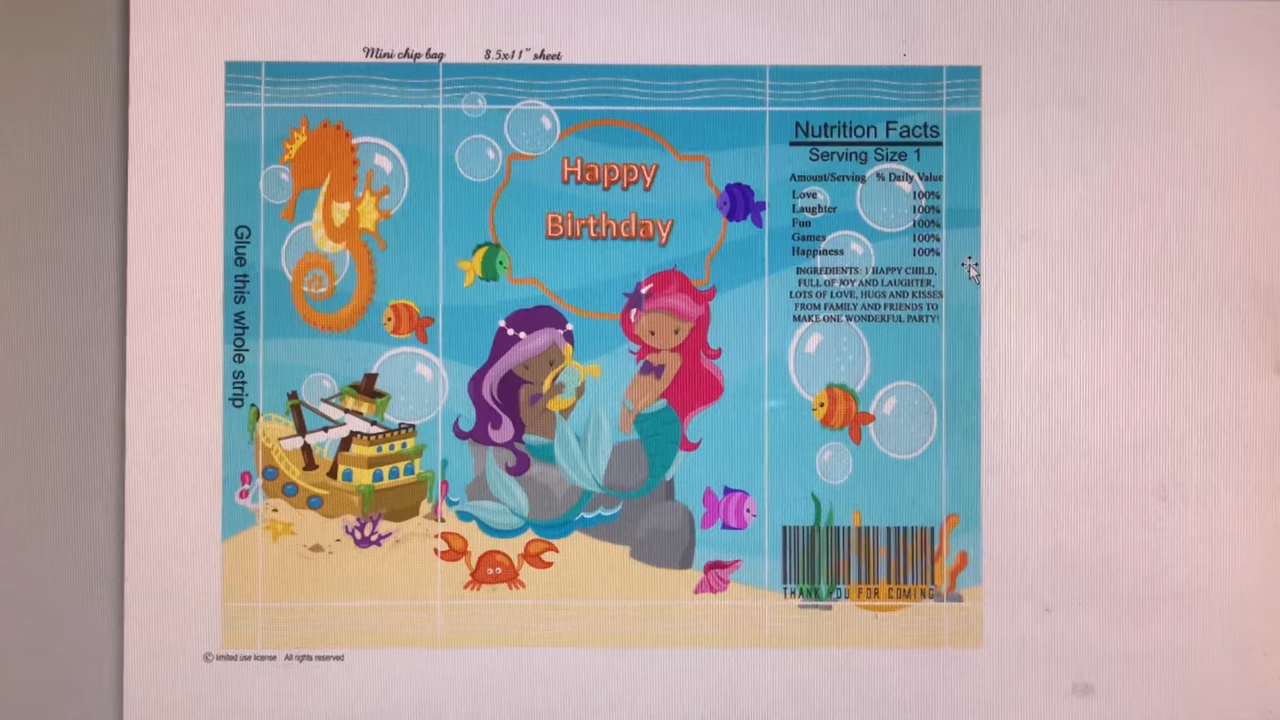 Mini chip bag 8.5x11" sheet
Glue this whole strip
Happy
Birthday
Nutrition Facts
Serving Size 1
Amount/Serving % Daily Value
Love 100%
Laughter 100%
Fun 100%
Games 100%
Happiness 100%
INGREDIENTS: 1 HAPPY CHILD,
FULL OF JOY AND LAUGHTER,
LOTS OF LOVE, HUGS AND KISSES
FROM FAMILY AND FRIENDS TO
MAKE ONE WONDERFUL PARTY!
THANK YOU FOR COMING
© limited use license All rights reserved